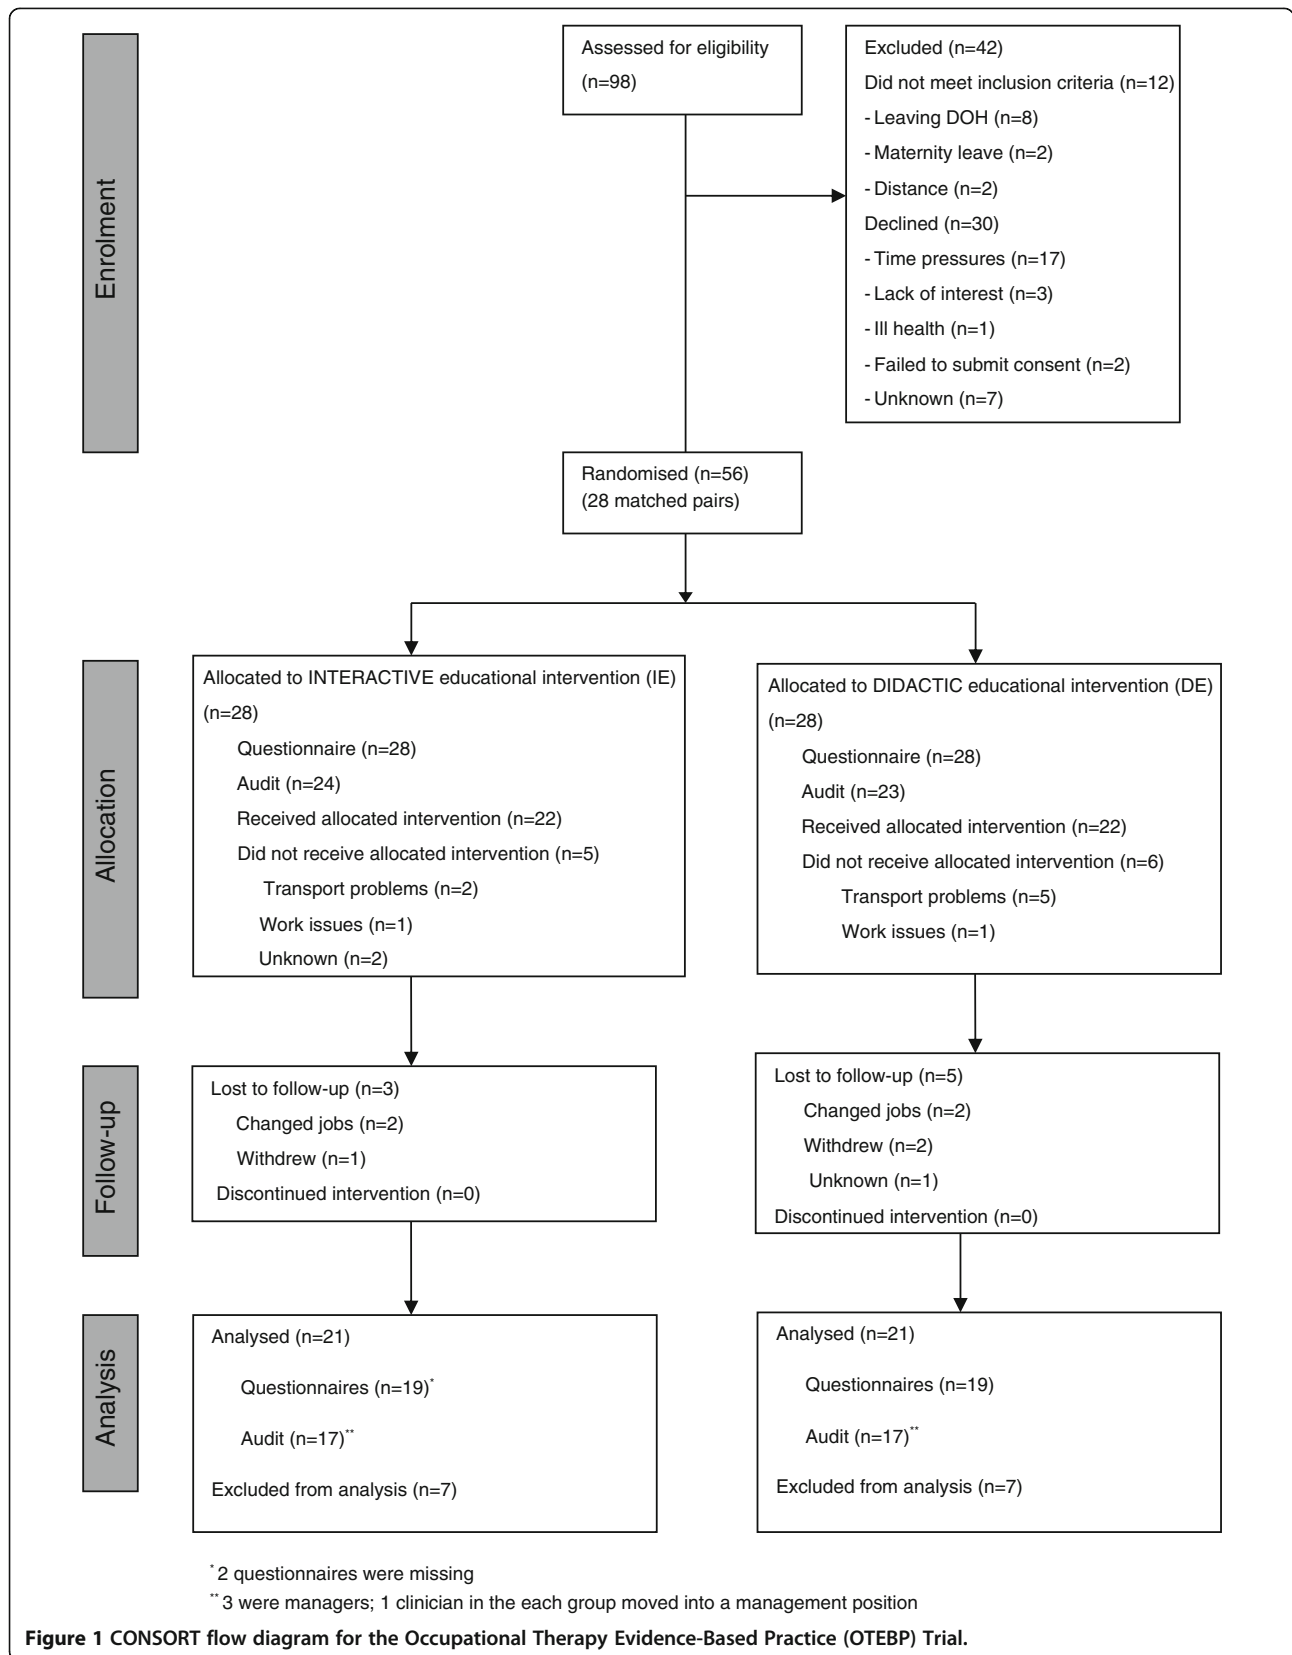 Enrolment
Assessed for eligibility
(n=98)
Excluded (n=42)
Did not meet inclusion criteria (n=12)
- Leaving DOH (n=8)
- Maternity leave (n=2)
- Distance (n=2)
Declined (n=30)
- Time pressures (n=17)
- Lack of interest (n=3)
- Ill health (n=1)
- Failed to submit consent (n=2)
- Unknown (n=7)
Randomised (n=56)
(28 matched pairs)
Allocation
Allocated to INTERACTIVE educational intervention (IE)
(n=28)
Questionnaire (n=28)
Audit (n=24)
Received allocated intervention (n=22)
Did not receive allocated intervention (n=5)
Transport problems (n=2)
Work issues (n=1)
Unknown (n=2)
Allocated to DIDACTIC educational intervention (DE)
(n=28)
Questionnaire (n=28)
Audit (n=23)
Received allocated intervention (n=22)
Did not receive allocated intervention (n=6)
Transport problems (n=5)
Work issues (n=1)
Follow-up
Lost to follow-up (n=3)
Changed jobs (n=2)
Withdrew (n=1)
Discontinued intervention (n=0)
Lost to follow-up (n=5)
Changed jobs (n=2)
Withdrew (n=2)
Unknown (n=1)
Discontinued intervention (n=0)
Analysis
Analysed (n=21)
Questionnaires (n=19)*
Audit (n=17)**
Excluded from analysis (n=7)
Analysed (n=21)
Questionnaires (n=19)
Audit (n=17)**
Excluded from analysis (n=7)
* 2 questionnaires were missing
** 3 were managers; 1 clinician in the each group moved into a management position
Figure 1 CONSORT flow diagram for the Occupational Therapy Evidence-Based Practice (OTEBP) Trial.